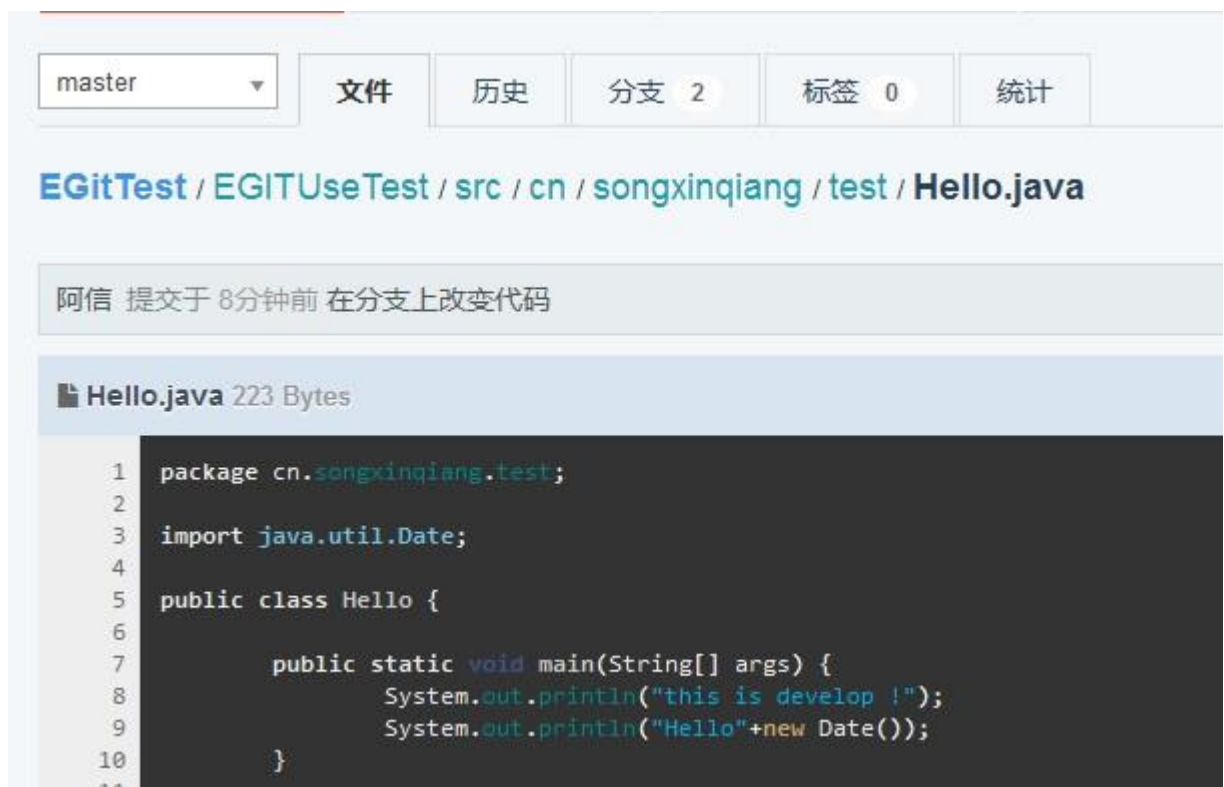 master 文件 历史 分支 2 标签 0 统计
EGitTest / EGITUseTest / src / cn / songxinqiang / test / Hello.java
阿信 提交于 8分钟前 在分支上改变代码
Hello.java 223 Bytes
1 package cn.songxinqiang.test;
2
3 import java.util.Date;
4
5 public class Hello {
6
7 public static void main(String[] args) {
8 System.out.println("this is develop !");
9 System.out.println("Hello"+new Date());
10 }